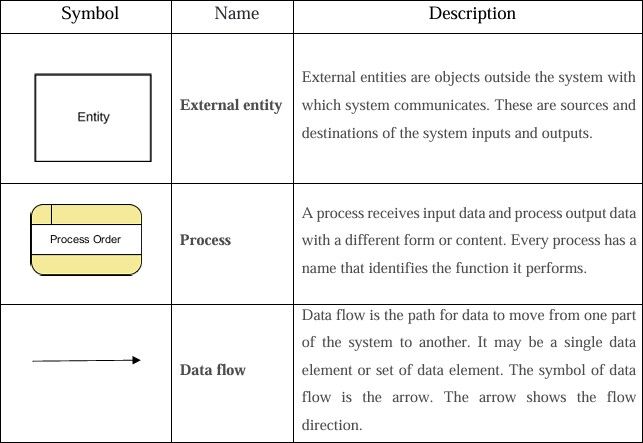 Symbol Name Description
Entity
External entity
External entities are objects outside the system with
which system communicates. These are sources and
destinations of the system inputs and outputs.
Process Order
Process
A process receives input data and process output data
with a different form or content. Every process has a
name that identifies the function it performs.
Data flow
Data flow is the path for data to move from one part
of the system to another. It may be a single data
element or set of data element. The symbol of data
flow is the arrow. The arrow shows the flow
direction.